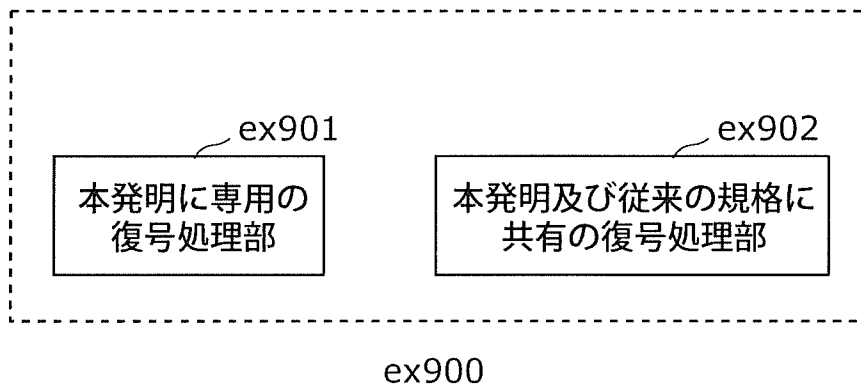 ex901
本発明に専用の
復号処理部
ex902
本発明及び従来の規格に
共有の復号処理部
ex900